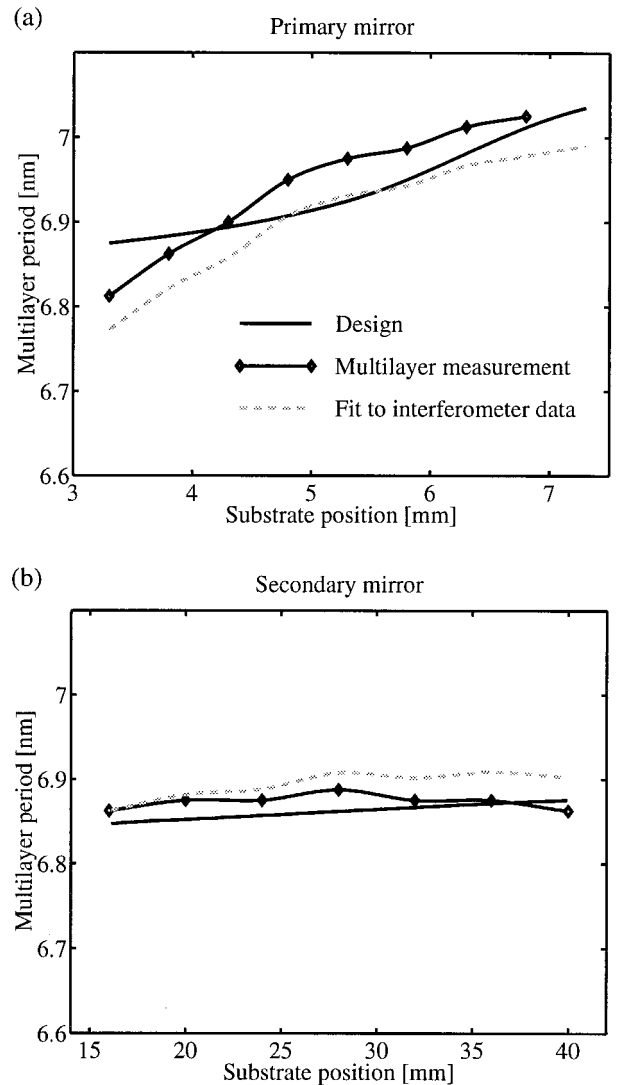 (a)
Primary mirror
7
6.9
6.8
6.7
6.6
Multilayer period [nm]
Design
Multilayer measurement
Fit to interferometer data
3 4 5 6 7
Substrate position [mm]
(b)
Secondary mirror
7
6.9
6.8
6.7
6.6
Multilayer period [nm]
15 20 25 30 35 40
Substrate position [mm]